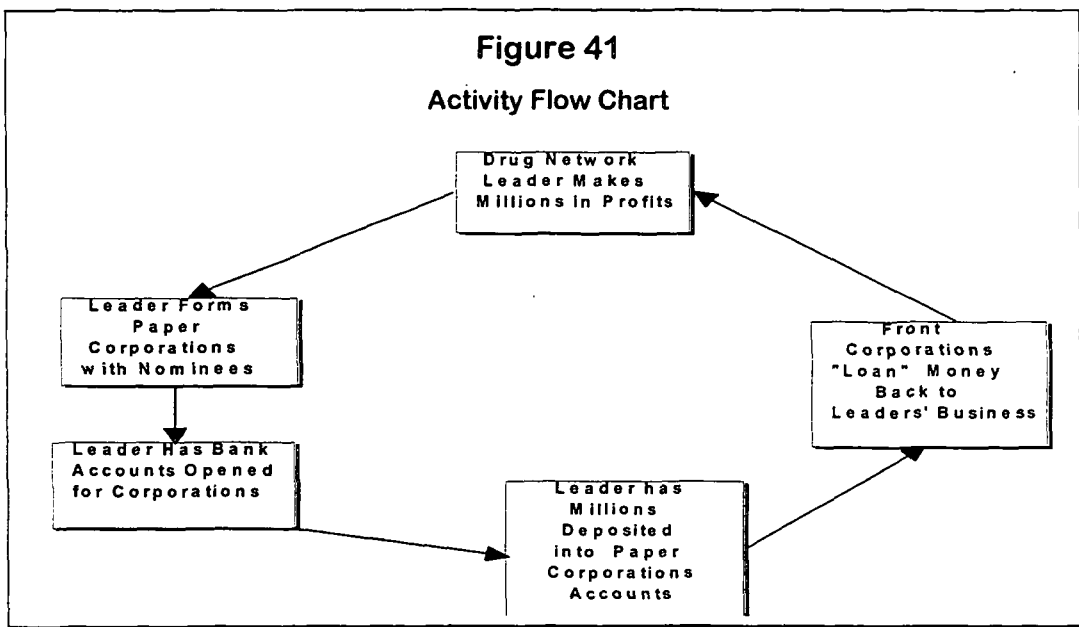 Figure 41
Activity Flow Chart
Drug Network
Leader Makes
Millions in Profits
Leader Forms
Paper
Corporations
with Nominees
Leader Has Bank
Accounts Opened
for Corporations
Leader has
Millions
Deposited
into Paper
Corporations
Accounts
Front
Corporations
"Loan" Money
Back to
Leaders' Business